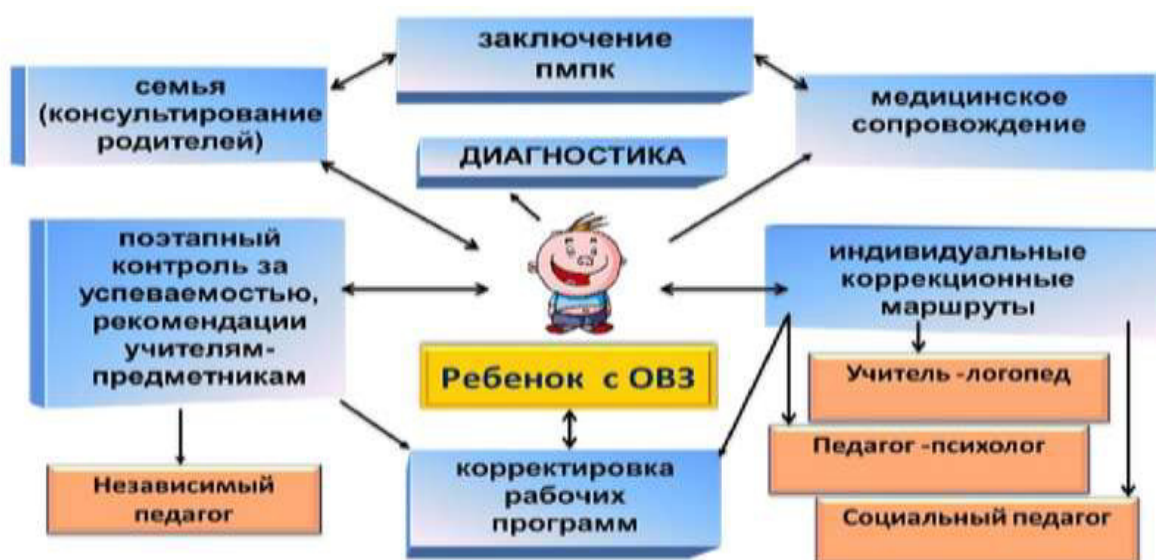 заключение
пмпк
семья
(консультирование
родителей)
медицинское
сопровождение
ДИАГНОСТИКА
поэтапный
контроль за
успеваемостью,
рекомендации
учителям-
предметникам
индивидуальные
коррекционные
маршруты
Ребенок с ОВЗ
Учитель -логопед
Педагог -психолог
Социальный педагог
Независимый
педагог
корректировка
рабочих
программ